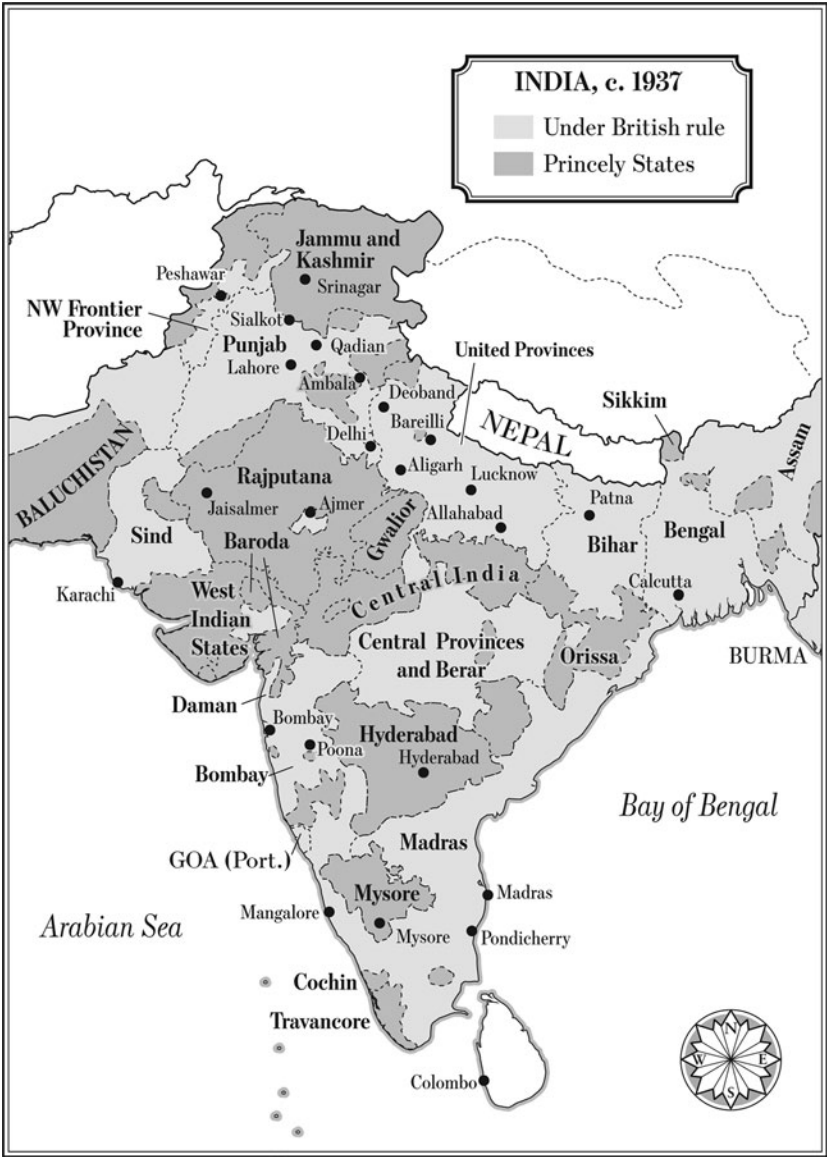 INDIA, c. 1937
Under British rule
Princely States
Jammu and
Kashmir
Srinagar
Peshawar
NW Frontier
Province
Sialkot
Punjab
Qadian
Lahore
United Provinces
Ambala
Deoband
Bareilli
Sikkim
NEPAL
Delhi
Assam
BALUCHISTAN
Rajputana
Aligarh
Lucknow
Jaisalmer
Ajmer
Patna
Gwalior
Allahabad
Sind
Baroda
Bihar
Bengal
Central India
Karachi
West
Indian
States
Calcutta
Central Provinces
and Berar
Orissa
BURMA
Daman
Bombay
Hyderabad
Poona
Hyderabad
Bombay
Bay of Bengal
GOA (Port.)
Madras
Mysore
Madras
Mangalore
Arabian Sea
Mysore
Pondicherry
Cochin
Travancore
N
W
E
S
Colombo